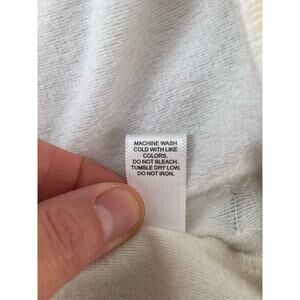 MACHINE WASH
COLD WITH LIKE
COLORS.
DO NOT BLEACH.
TUMBLE DRY LOW.
DO NOT IRON.